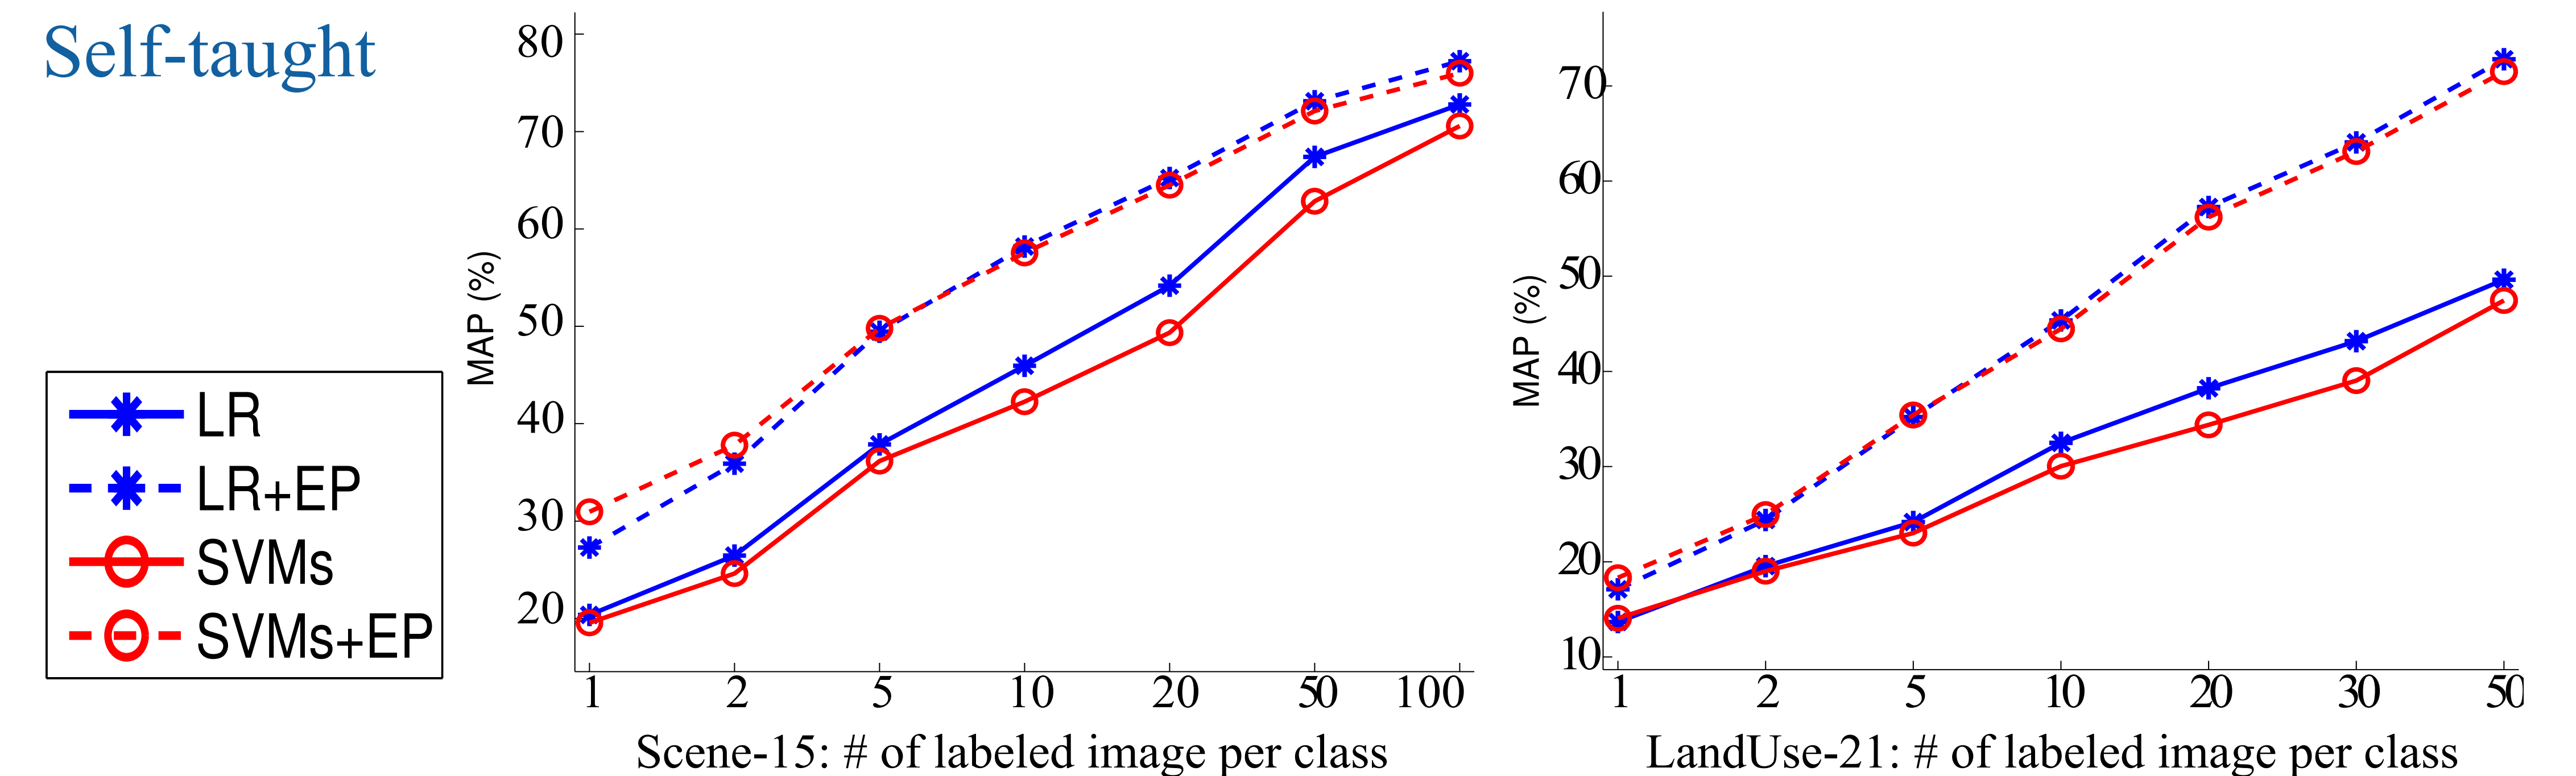 Self-taught
LR
LR+EP
SVMs
SVMs+EP
MAP (%)
80
70
60
50
40
30
20
1 2 5 10 20 50 100
Scene-15: # of labeled image per class
MAP (%)
70
60
50
40
30
20
10
1 2 5 10 20 30 50
LandUse-21: # of labeled image per class